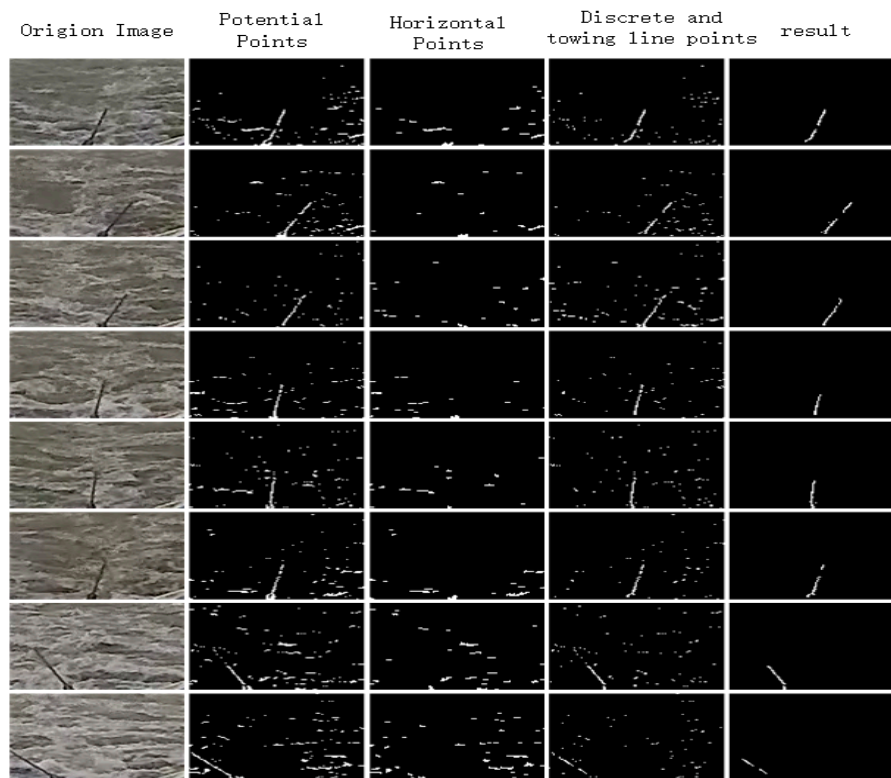 Origion Image
Potential
Points
Horizontal
Points
Discrete and
towing line points
result